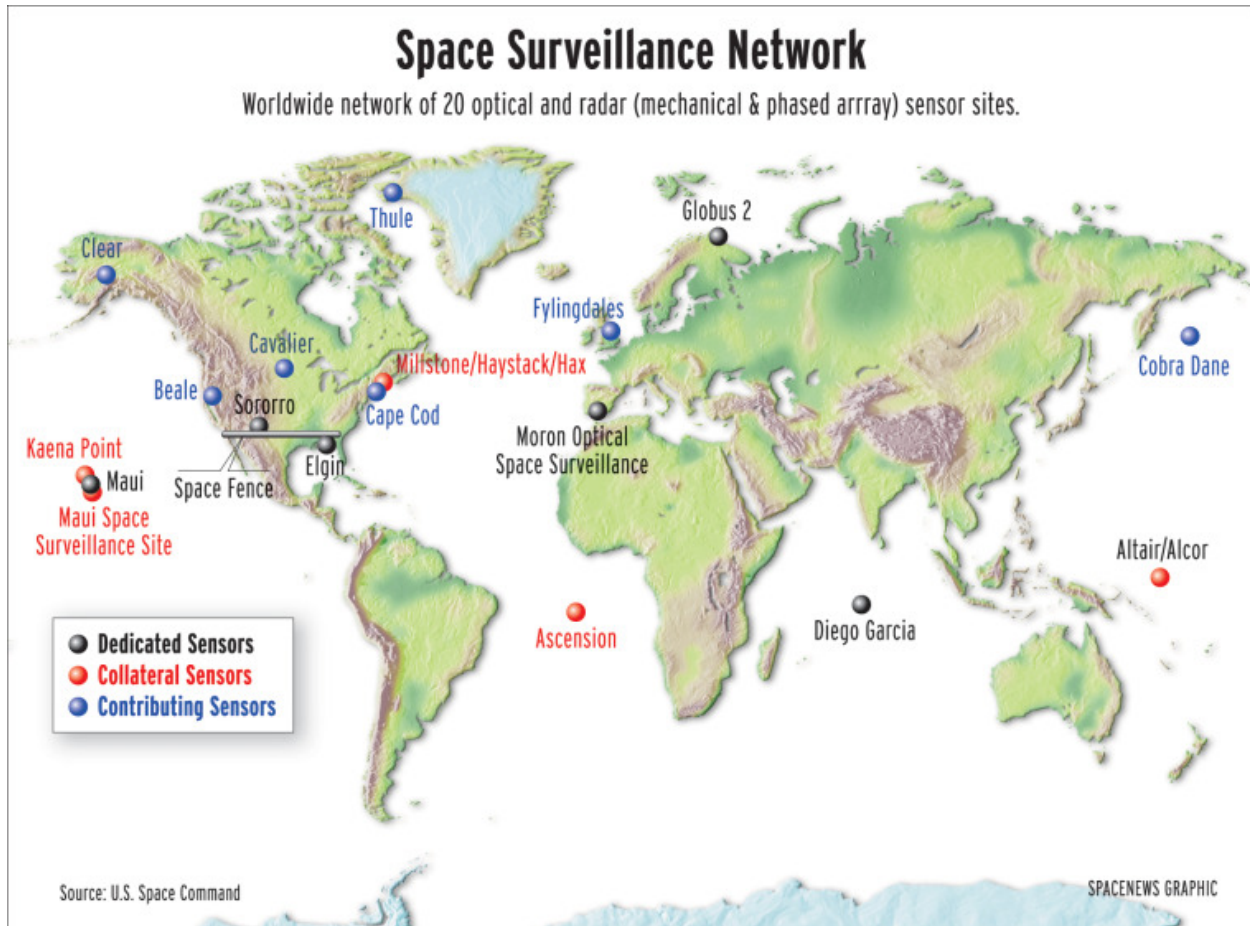 Space Surveillance Network
Worldwide network of 20 optical and radar (mechanical & phased arrray) sensor sites.
Thule
Globus 2
Clear
Fylingdales
Cavalier
Millstone/Haystack/Hax
Cobra Dane
Beale
Sororro
Cape Cod
Moron Optical
Space Surveillance
Kaena Point
Elgin
Maui
Space Fence
Maui Space
Surveillance Site
Altair/Alcor
Ascension
Diego Garcia
Dedicated Sensors
Collateral Sensors
Contributing Sensors
Source: U.S. Space Command
SPACENEWS GRAPHIC